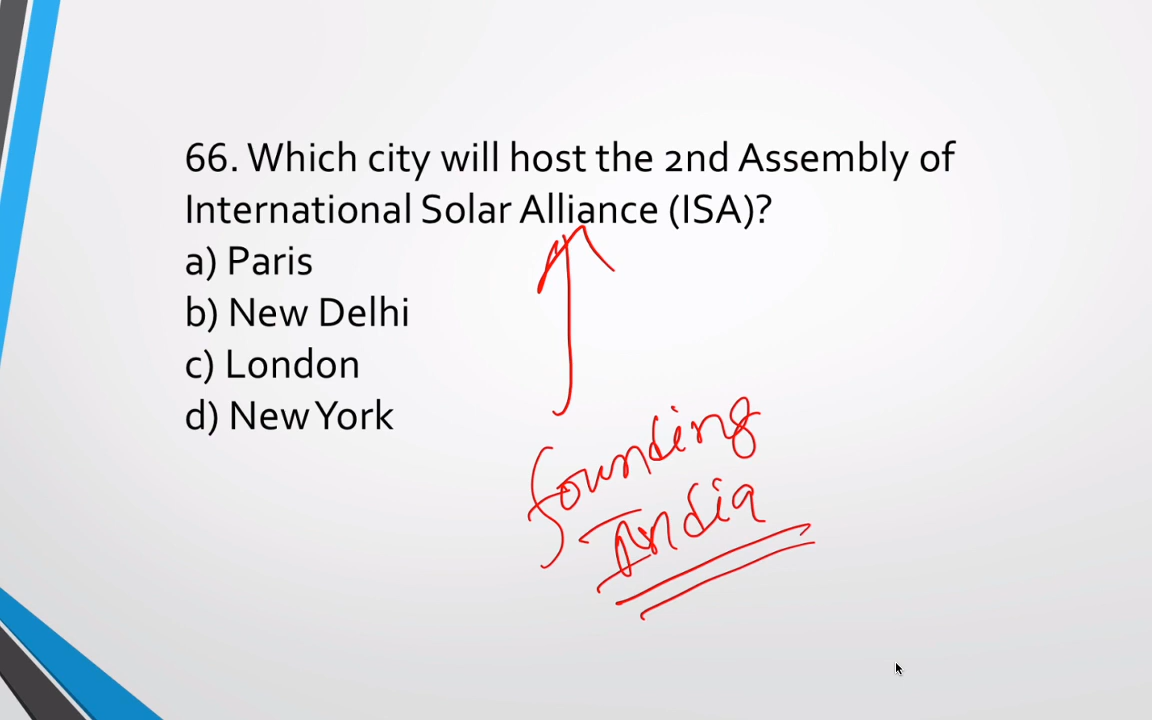 66. Which city will host the 2nd Assembly of
International Solar Alliance (ISA)?
a) Paris
b) New Delhi
c) London
d) New York
founding
India